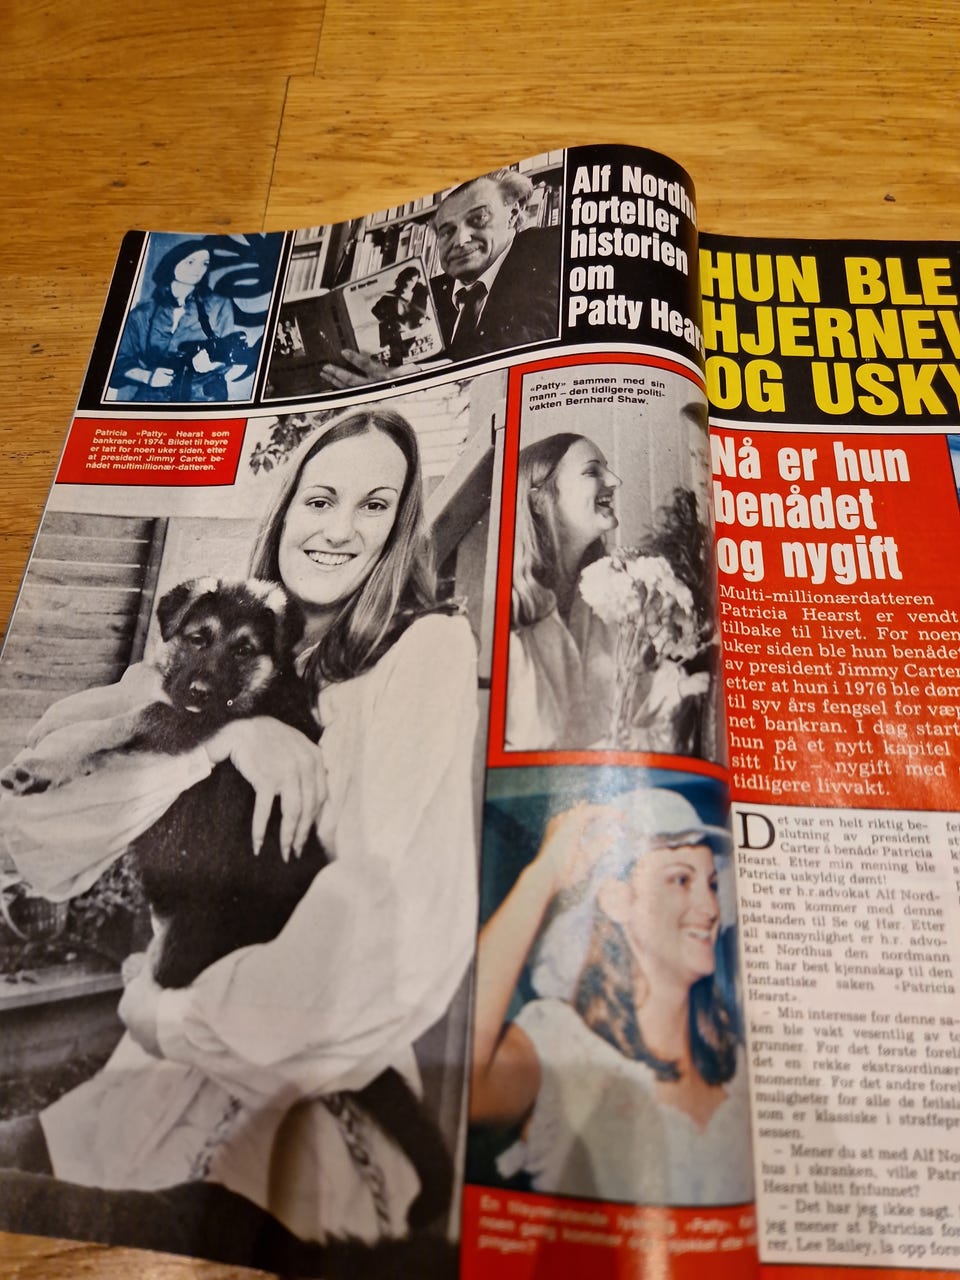 Alf Nordhu
forteller
historien
om
Patty Hear
Alf Nordhus
Patricia «Patty» Hearst som
bankraner i 1974. Bildet til høyre
er tatt for noen uker siden, etter
at president Jimmy Carter be-
nådet multimillionær-datteren.
«Patty» sammen med sin
mann – den tidligere politi-
vakten Bernhard Shaw.
En
«Patty».
noen gang kommer
HUN BLE
HJERNEV
OG USKY
Nå er hun
benådet
og nygift
Multi-millionærdatteren
Patricia Hearst er vendt
tilbake til livet. For noen
uker siden ble hun benådet
av president Jimmy Carter
etter at hun i 1976 ble døm
til syv års fengsel for væp
net bankran. I dag start
hun på et nytt kapitel
sitt liv – nygift med
tidligere livvakt.
Det var en helt riktig be-
slutning av president
Carter å benåde Patricia
Hearst. Etter min mening ble
Patricia uskyldig dømt!
Det er h.r.advokat Alf Nord-
hus som kommer med denne
påstanden til Se og Hør. Etter
all sannsynlighet er h.r. advo-
kat Nordhus den nordmann
som har best kjennskap til den
fantastiske saken «Patricia
Hearst».
– Min interesse for denne sa-
ken ble vakt vesentlig av to
grunner. For det første forel
det en rekke ekstraordinær
momenter. For det andre forel
muligheter for alle de feilsla
som er klassiske i straffepr
sessen.
– Mener du at med Alf No
hus i skranken, ville Patri
Hearst blitt frifunnet?
– Det har jeg ikke sagt.
jeg mener at Patricias for
rer, Lee Bailey, la opp fors